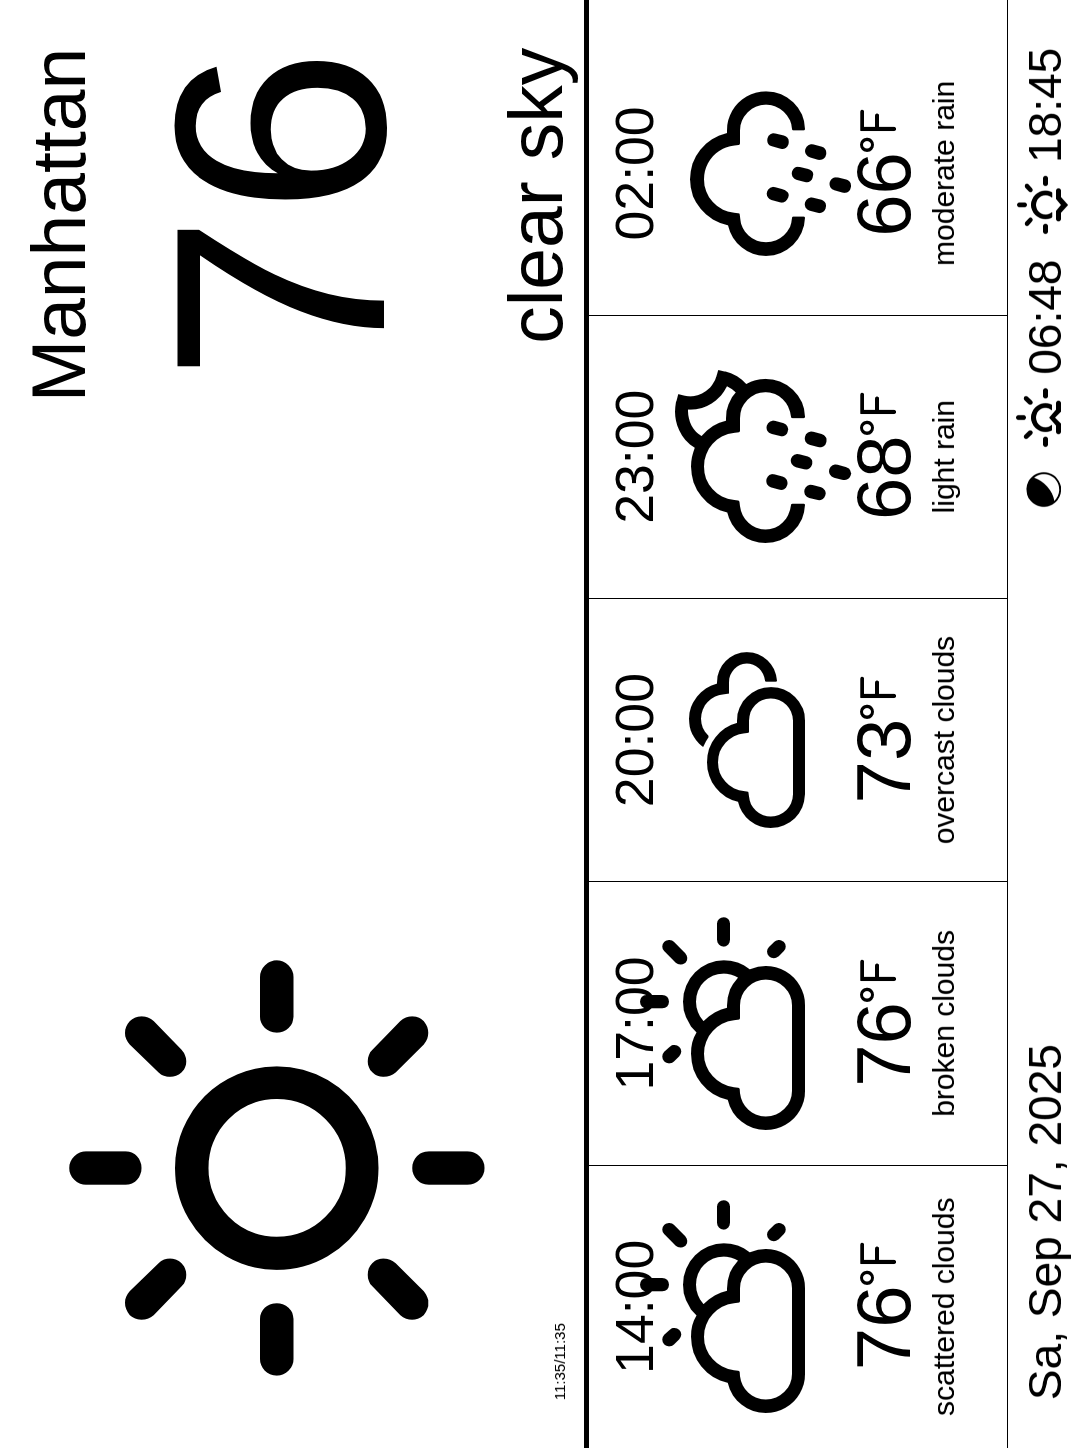 Manhattan
76
clear sky
11:35/11:35
14:00
76°F
scattered clouds
17:00
76°F
broken clouds
20:00
73°F
overcast clouds
23:00
68°F
light rain
02:00
66°F
moderate rain
Sa, Sep 27, 2025
06:48
18:45